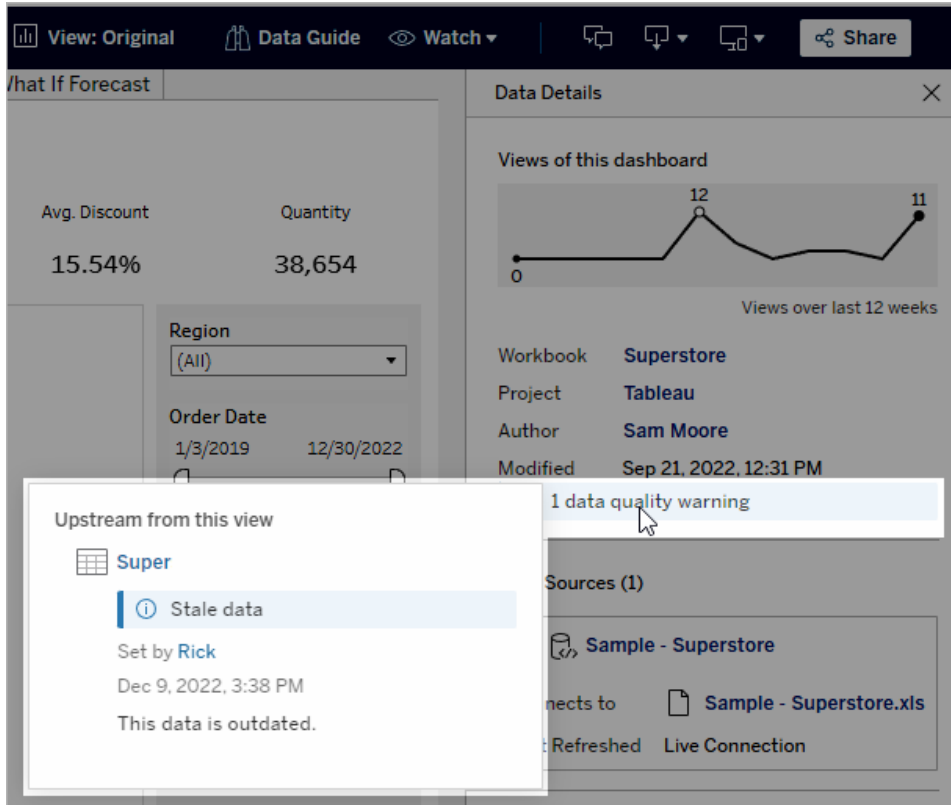 View: Original
Data Guide
Watch
Share
What If Forecast
Data Details
Views of this dashboard
12
11
0
Views over last 12 weeks
Avg. Discount
Quantity
15.54%
38,654
Region
(All)
Order Date
1/3/2019
12/30/2022
Workbook Superstore
Project Tableau
Author Sam Moore
Modified Sep 21, 2022, 12:31 PM
1 data quality warning
Upstream from this view
Super
Stale data
Set by Rick
Dec 9, 2022, 3:38 PM
This data is outdated.
Sources (1)
Sample - Superstore
nects to Sample - Superstore.xls
t Refreshed Live Connection